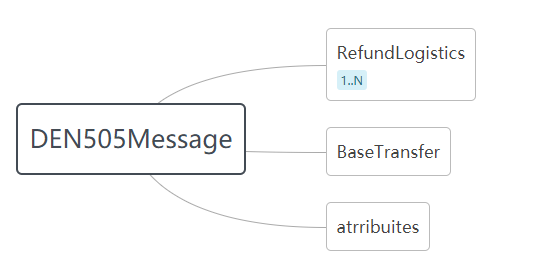 RefundLogistics
1..N
DEN505Message
BaseTransfer
atrribuites